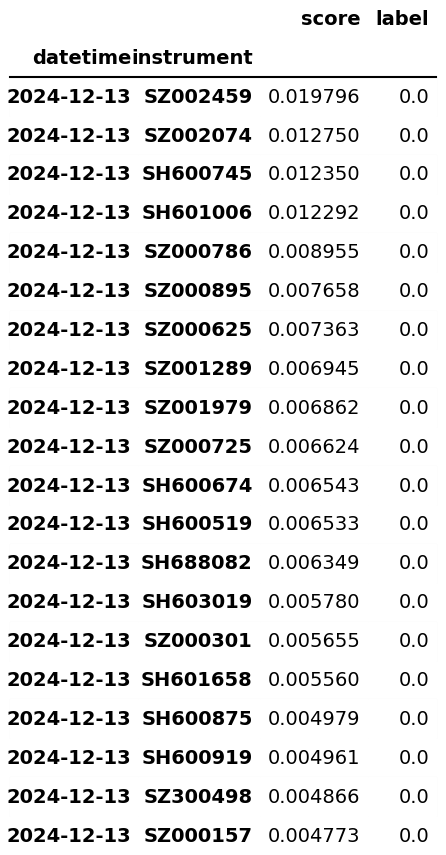 score label
datetime instrument
2024-12-13 SZ002459 0.019796 0.0
2024-12-13 SZ002074 0.012750 0.0
2024-12-13 SH600745 0.012350 0.0
2024-12-13 SH601006 0.012292 0.0
2024-12-13 SZ000786 0.008955 0.0
2024-12-13 SZ000895 0.007658 0.0
2024-12-13 SZ000625 0.007363 0.0
2024-12-13 SZ001289 0.006945 0.0
2024-12-13 SZ001979 0.006862 0.0
2024-12-13 SZ000725 0.006624 0.0
2024-12-13 SH600674 0.006543 0.0
2024-12-13 SH600519 0.006533 0.0
2024-12-13 SH688082 0.006349 0.0
2024-12-13 SH603019 0.005780 0.0
2024-12-13 SZ000301 0.005655 0.0
2024-12-13 SH601658 0.005560 0.0
2024-12-13 SH600875 0.004979 0.0
2024-12-13 SH600919 0.004961 0.0
2024-12-13 SZ300498 0.004866 0.0
2024-12-13 SZ000157 0.004773 0.0